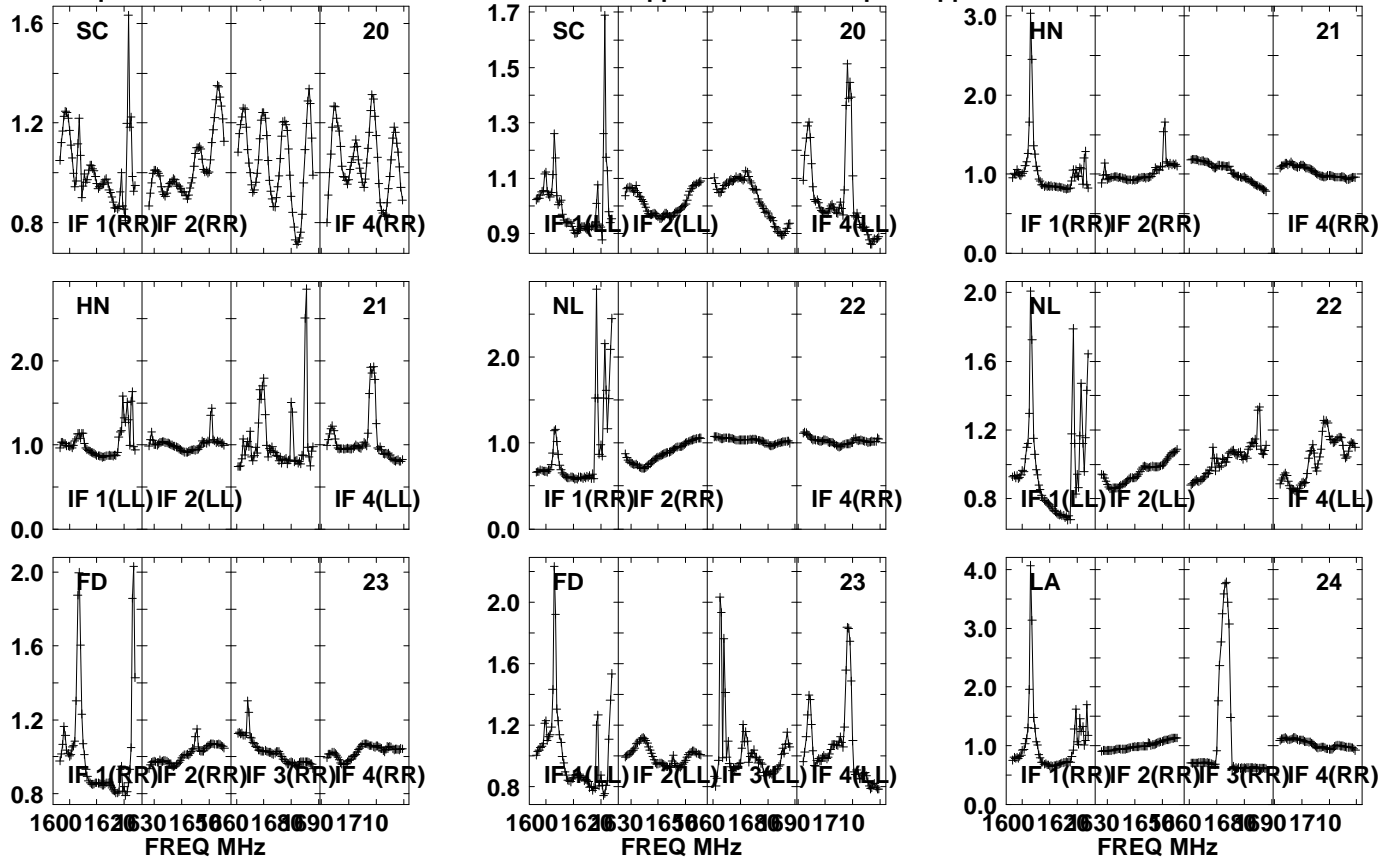 1.6
1.2
0.8
SC 20
IF 1(RR) IF 2(RR) IF 4(RR)
1.7
1.5
1.3
1.1
0.9
SC 20
IF 1(LL) IF 2(LL) IF 4(LL)
3.0
2.0
1.0
0.0
HN 21
IF 1(RR) IF 2(RR) IF 4(RR)
2.0
1.0
0.0
HN 21
IF 1(LL) IF 2(LL) IF 4(LL)
2.0
1.0
0.0
NL 22
IF 1(RR) IF 2(RR) IF 4(RR)
2.0
1.6
1.2
0.8
NL 22
IF 1(LL) IF 2(LL) IF 4(LL)
2.0
1.6
1.2
0.8
FD 23
IF 1(RR) IF 2(RR) IF 3(RR) IF 4(RR)
1600 1710
FREQ MHz
2.0
1.6
1.2
0.8
FD 23
IF 1(LL) IF 2(LL) IF 3(LL) IF 4(LL)
1600 1710
FREQ MHz
4.0
3.0
2.0
1.0
0.0
LA 24
IF 1(RR) IF 2(RR) IF 3(RR) IF 4(RR)
1600 1710
FREQ MHz